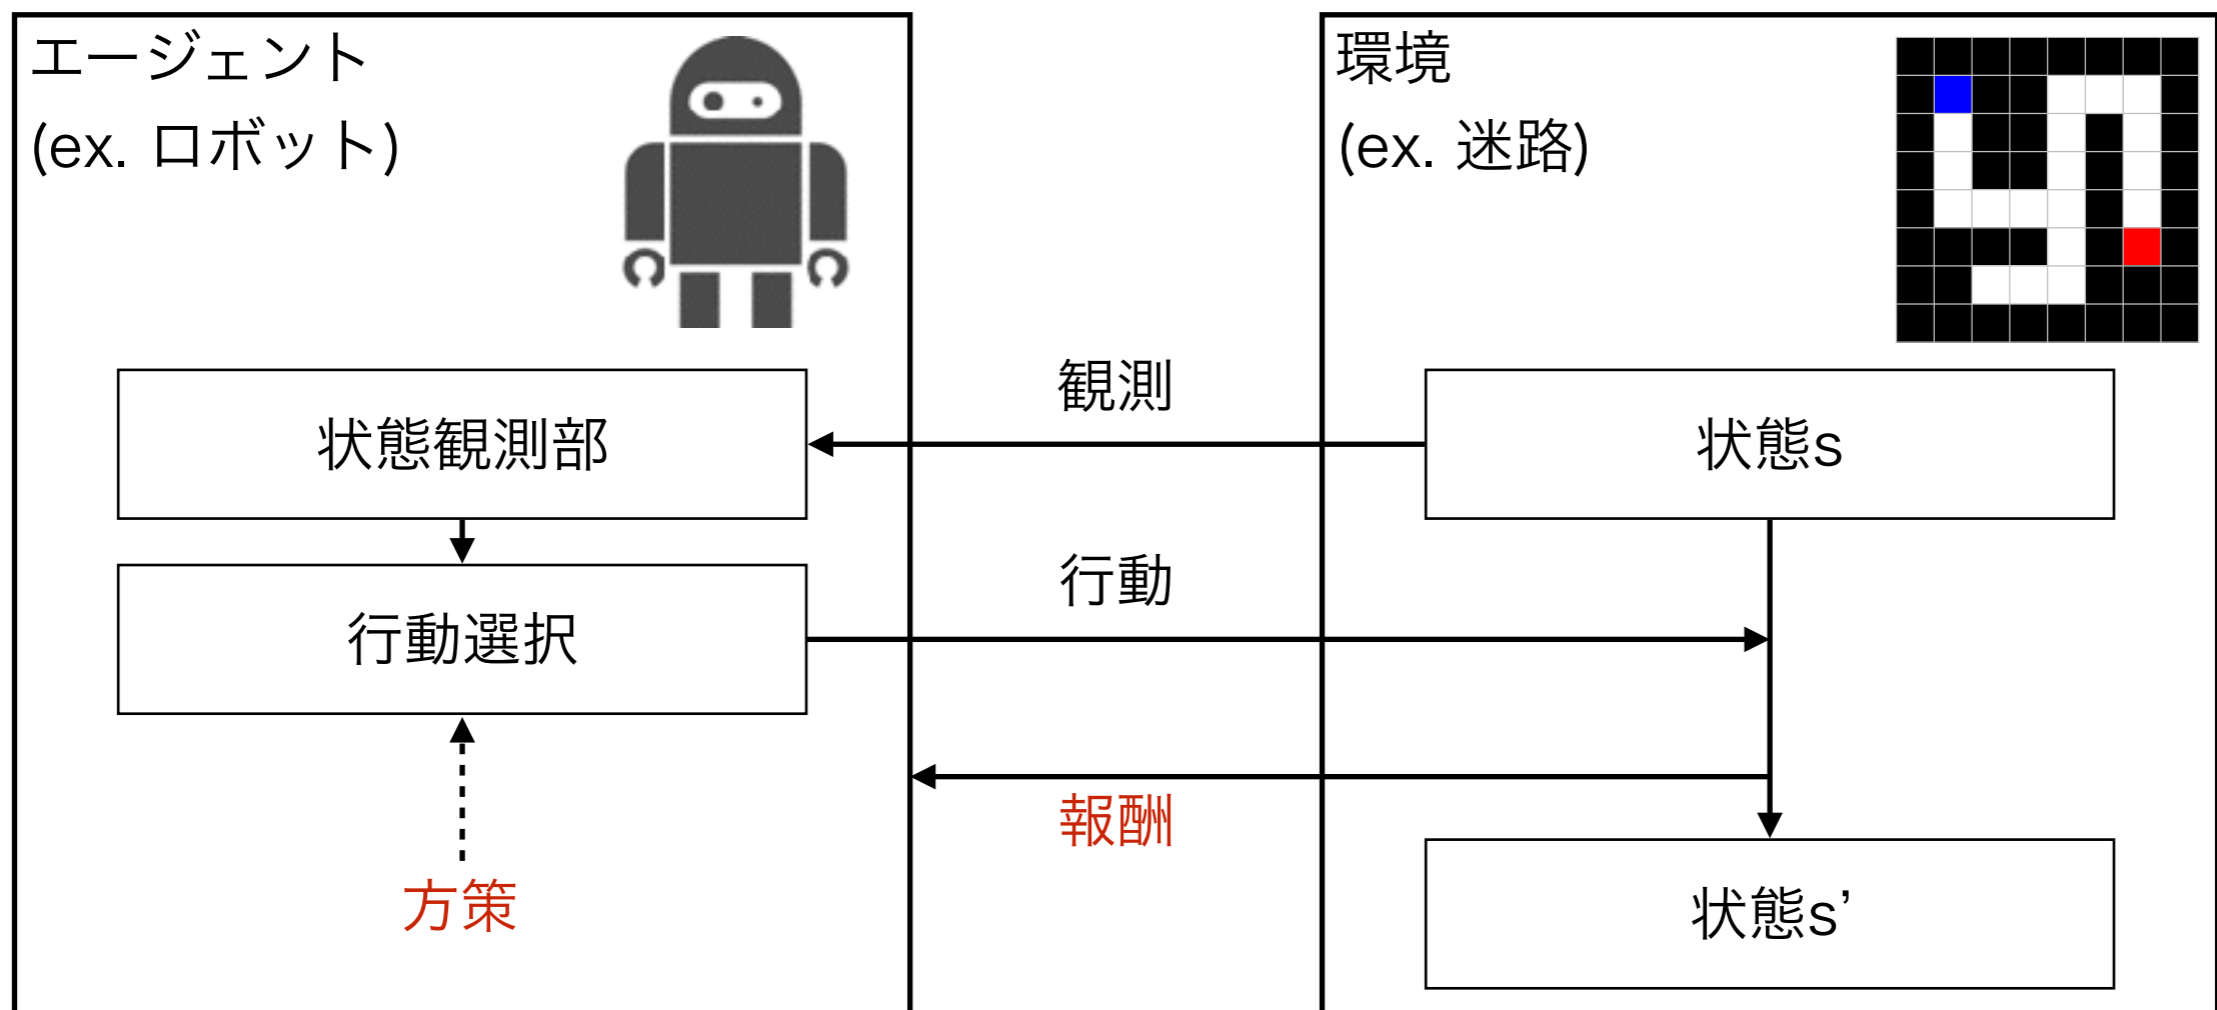 エージェント
(ex. ロボット)
環境
(ex. 迷路)
観測
状態観測部
状態s
行動
行動選択
報酬
方策
状態s’